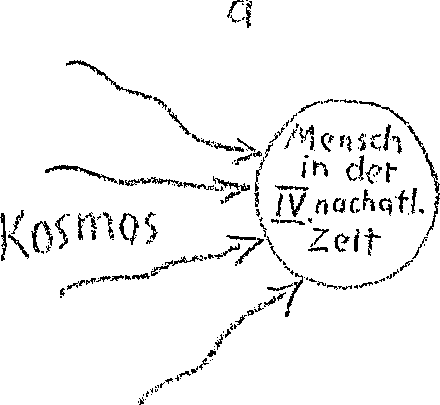 a
Mensch
in der
IV. nachatl.
Zeit
Kosmos